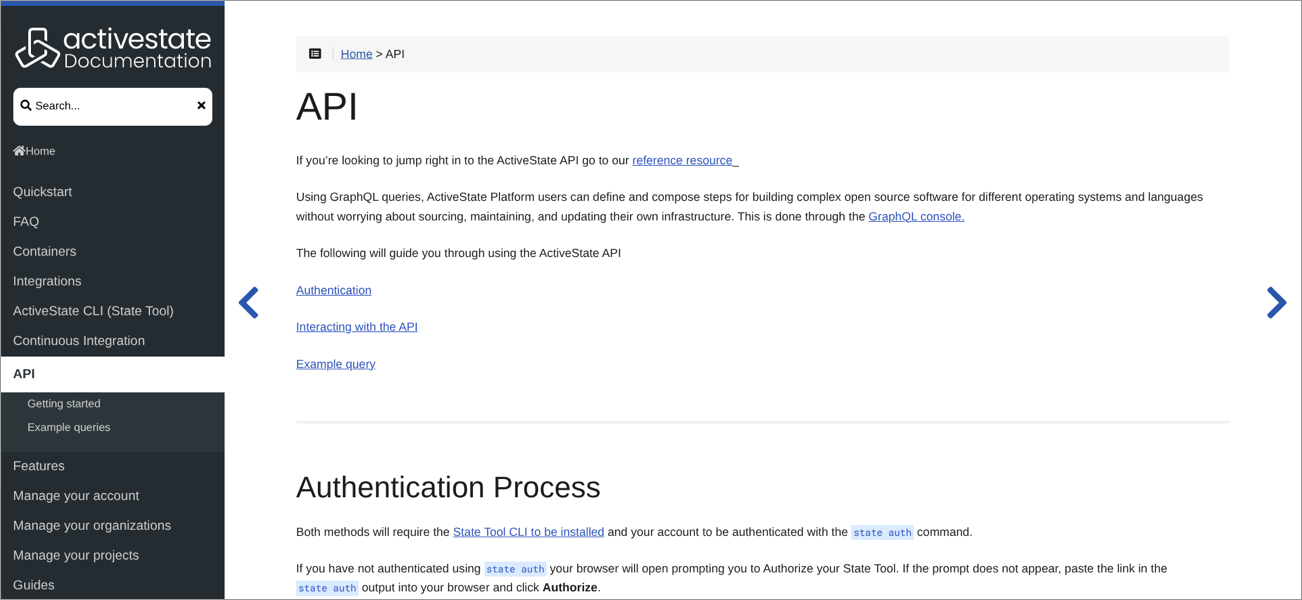 activestate
Documentation
Search...
Home
Quickstart
FAQ
Containers
Integrations
ActiveState CLI (State Tool)
Continuous Integration
API
Getting started
Example queries
Features
Manage your account
Manage your organizations
Manage your projects
Guides
Home > API
API
If you’re looking to jump right in to the ActiveState API go to our reference resource_
Using GraphQL queries, ActiveState Platform users can define and compose steps for building complex open source software for different operating systems and languages
without worrying about sourcing, maintaining, and updating their own infrastructure. This is done through the GraphQL console.
The following will guide you through using the ActiveState API
Authentication
Interacting with the API
Example query
Authentication Process
Both methods will require the State Tool CLI to be installed and your account to be authenticated with the state auth command.
If you have not authenticated using state auth your browser will open prompting you to Authorize your State Tool. If the prompt does not appear, paste the link in the
state auth output into your browser and click Authorize.